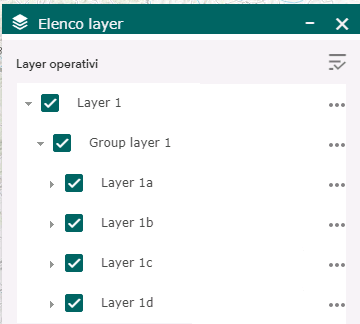 Elenco layer
Layer operativi
Layer 1
Group layer 1
Layer 1a
Layer 1b
Layer 1c
Layer 1d